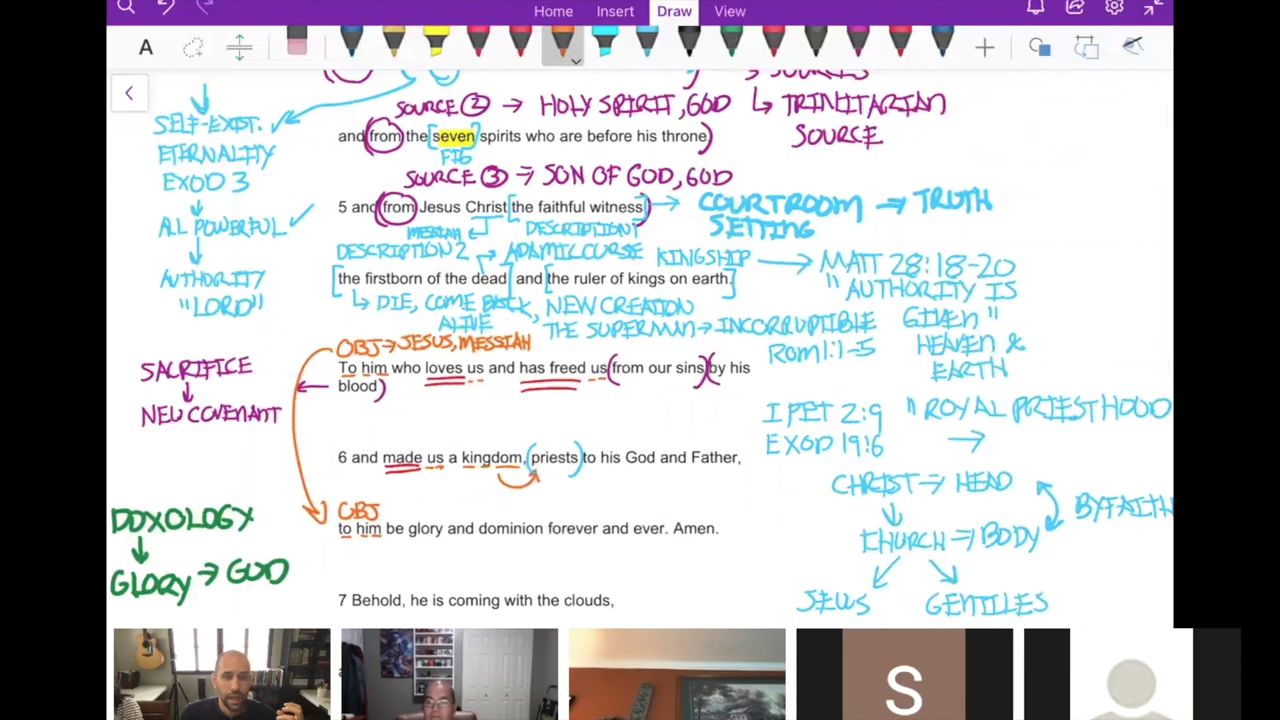 Home Insert Draw View
A
SOURCES
SOURCE ② → HOLY SPIRIT, GOD ↳ TRINITARIAN
SOURCE
SELF-EXIST.
ETERNALITY
EXOD 3
and from the seven spirits who are before his throne
FIG
SOURCE ③ ⇒ SON OF GOD, GOD
5 and from Jesus Christ the faithful witness → COURTROOM → TRUTH
SETTING
MESSIAH DESCRIPTION 1
ALL POWERFUL
DESCRIPTION 2 → ADAMIC CURSE KINGSHIP → MATT 28:18-20
AUTHORITY
"LORD"
the firstborn of the dead and the ruler of kings on earth.
"AUTHORITY IS
GIVEN"
HEAVEN &
EARTH
↳ DIE, COME BACK, NEW CREATION
ALIVE THE SUPERMAN → INCORRUPTIBLE
ROM 1:1-5
OBJ → JESUS, MESSIAH
To him who loves us and has freed us from our sins by his
blood
SACRIFICE
↓
NEW COVENANT
I PET 2:9 "ROYAL PRIESTHOOD
EXOD 19:6 →
6 and made us a kingdom, priests to his God and Father,
CHRIST ⇒ HEAD
BY FAITH
CHURCH ⇒ BODY
JEWS GENTILES
OBJ
to him be glory and dominion forever and ever. Amen.
DOXOLOGY
↓
GLORY → GOD
7 Behold, he is coming with the clouds,
S